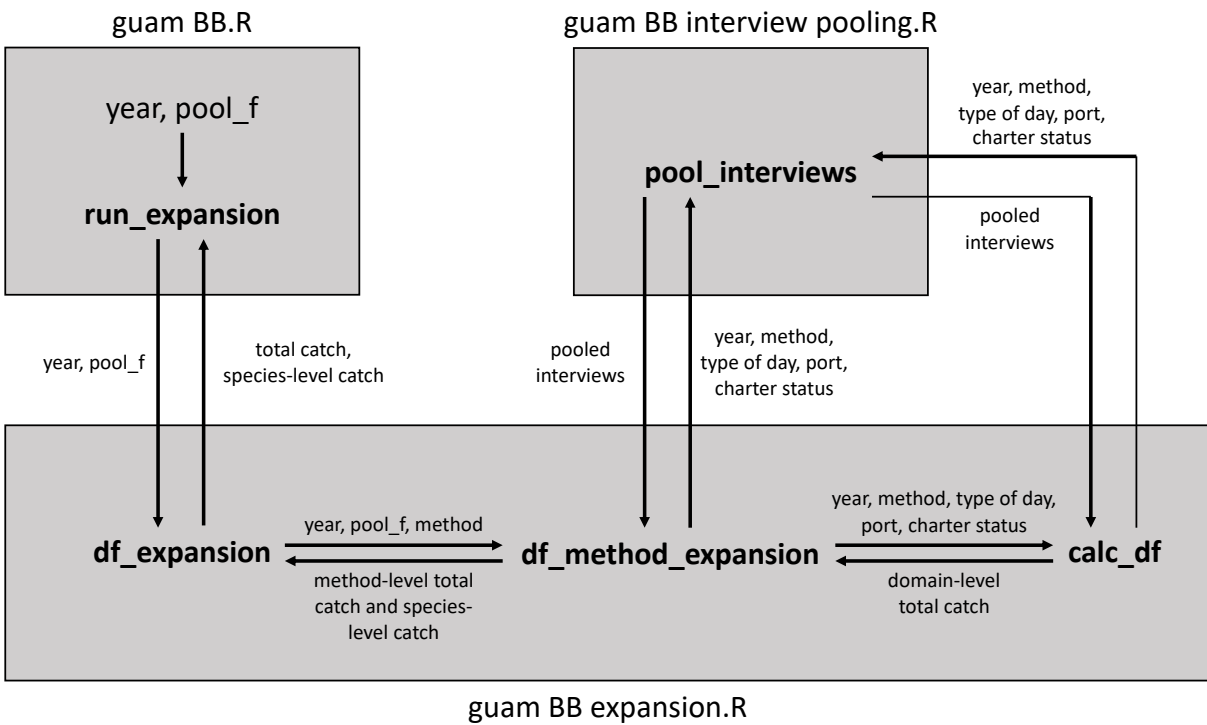 guam BB.R
guam BB interview pooling.R
year, pool_f
run_expansion
pool_interviews
year, method,
type of day, port,
charter status
pooled
interviews
year, pool_f
total catch,
species-level catch
pooled
interviews
year, method,
type of day, port,
charter status
df_expansion
year, pool_f, method
method-level total
catch and species-
level catch
df_method_expansion
year, method, type of day,
port, charter status
domain-level
total catch
calc_df
guam BB expansion.R